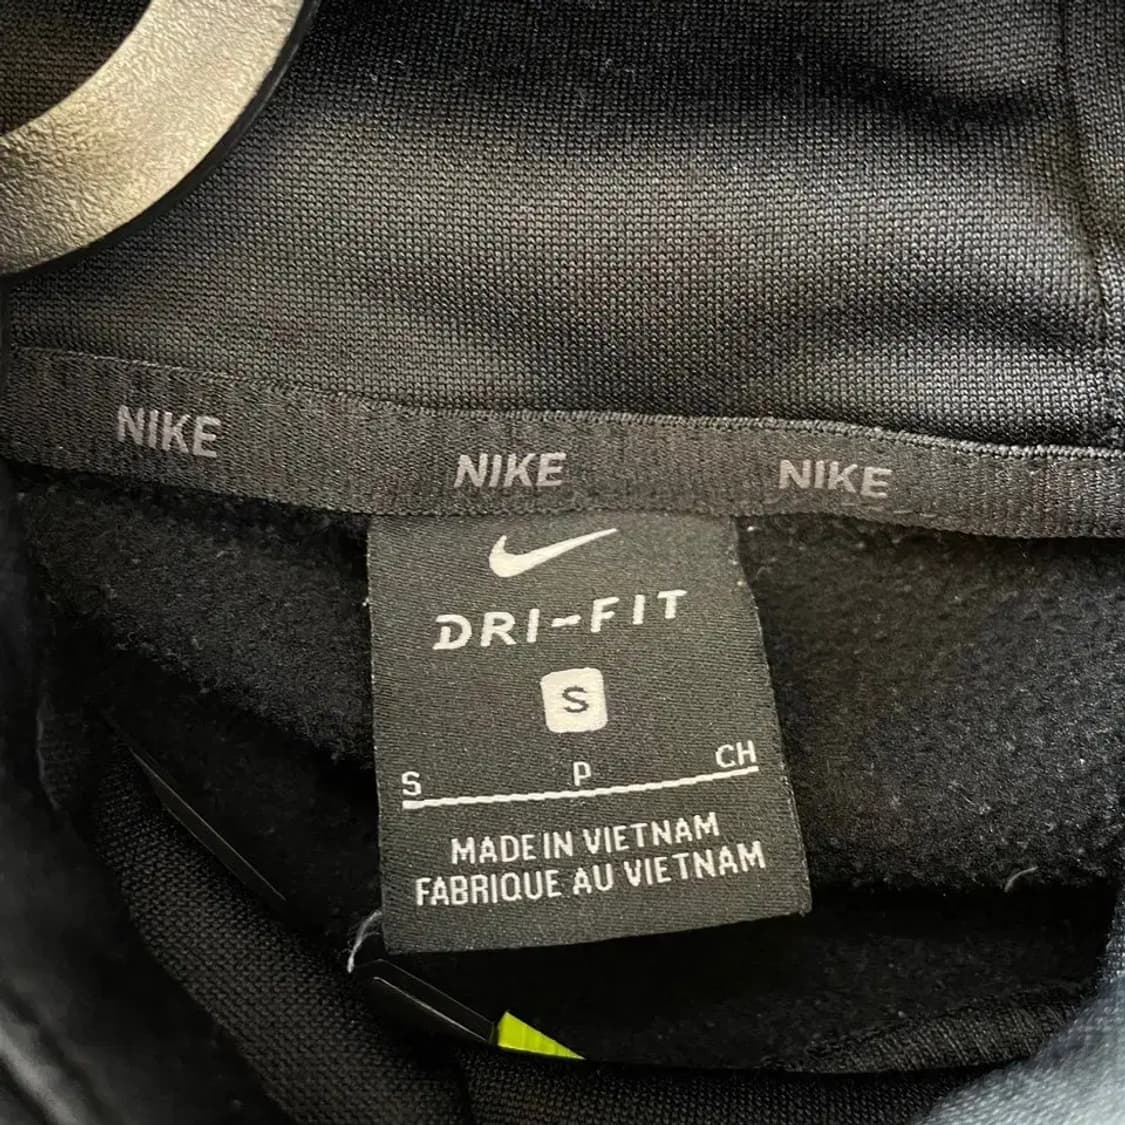 NIKE NIKE NIKE
DRI-FIT
S
S P CH
MADE IN VIETNAM
FABRIQUE AU VIETNAM